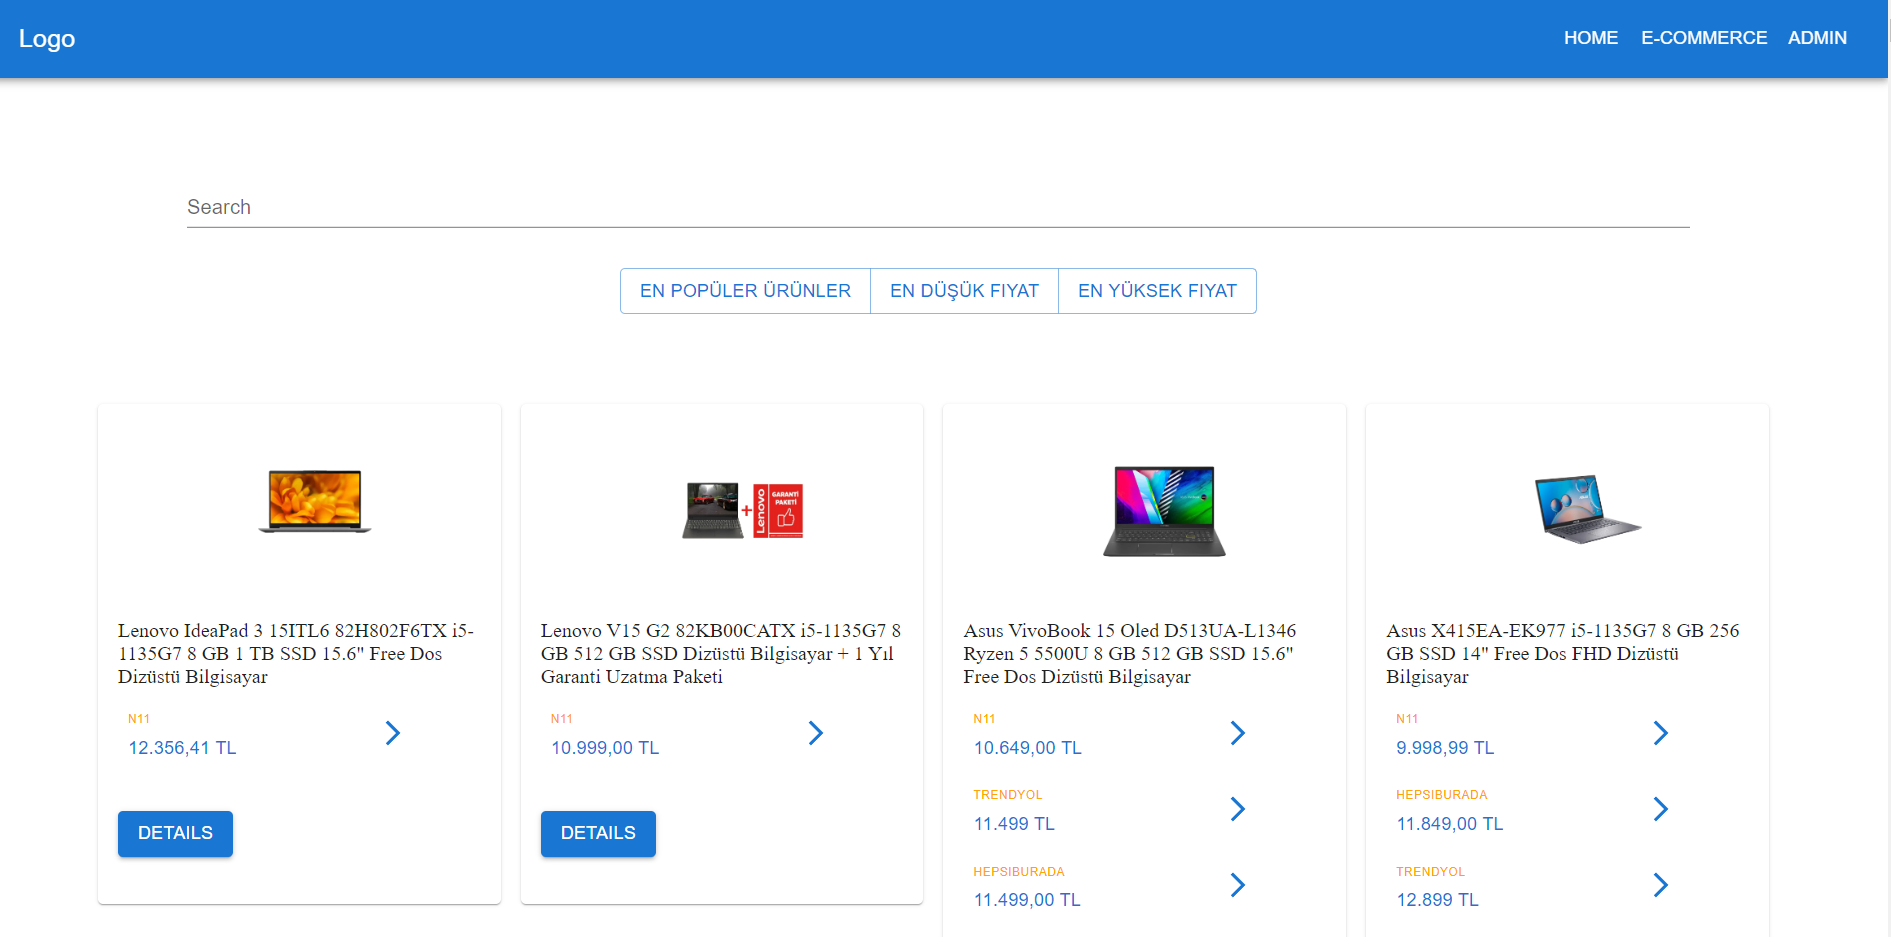 Logo
HOME E-COMMERCE ADMIN
Search
EN POPÜLER ÜRÜNLER EN DÜŞÜK FIYAT EN YÜKSEK FIYAT
Lenovo
GARANTİ
PAKETİ
Lenovo IdeaPad 3 15ITL6 82H802F6TX i5-
1135G7 8 GB 1 TB SSD 15.6" Free Dos
Dizüstü Bilgisayar
N11
12.356,41 TL
DETAILS
Lenovo V15 G2 82KB00CATX i5-1135G7 8
GB 512 GB SSD Dizüstü Bilgisayar + 1 Yıl
Garanti Uzatma Paketi
N11
10.999,00 TL
DETAILS
Asus VivoBook 15 Oled D513UA-L1346
Ryzen 5 5500U 8 GB 512 GB SSD 15.6"
Free Dos Dizüstü Bilgisayar
N11
10.649,00 TL
TRENDYOL
11.499 TL
HEPSIBURADA
11.499,00 TL
Asus X415EA-EK977 i5-1135G7 8 GB 256
GB SSD 14" Free Dos FHD Dizüstü
Bilgisayar
N11
9.998,99 TL
HEPSIBURADA
11.849,00 TL
TRENDYOL
12.899 TL